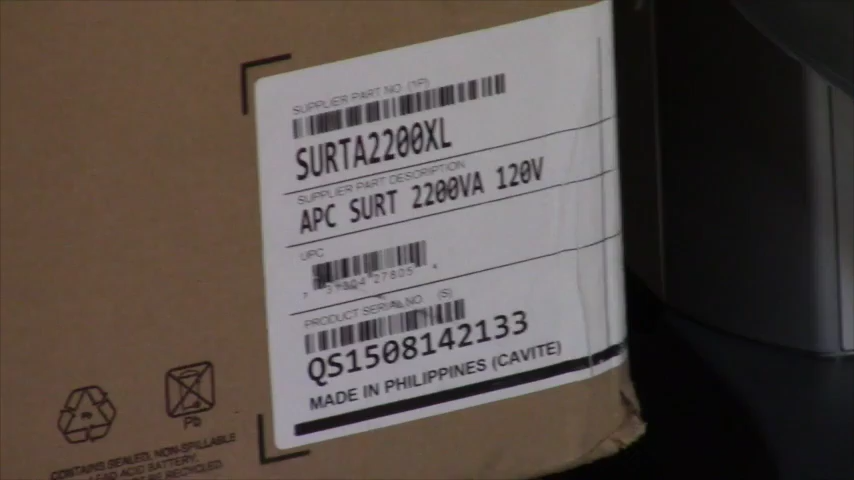 SUPPLIER PART NO. (1P)
SURTA2200XL
SUPPLIER PART DESCRIPTION
APC SURT 2200VA 120V
UPC
PRODUCT SERIAL NO. (S)
QS1508142133
MADE IN PHILIPPINES (CAVITE)
Pb
CONTAINS SEALED, NON-SPILLABLE
LEAD ACID BATTERY.
BE RECYCLED.